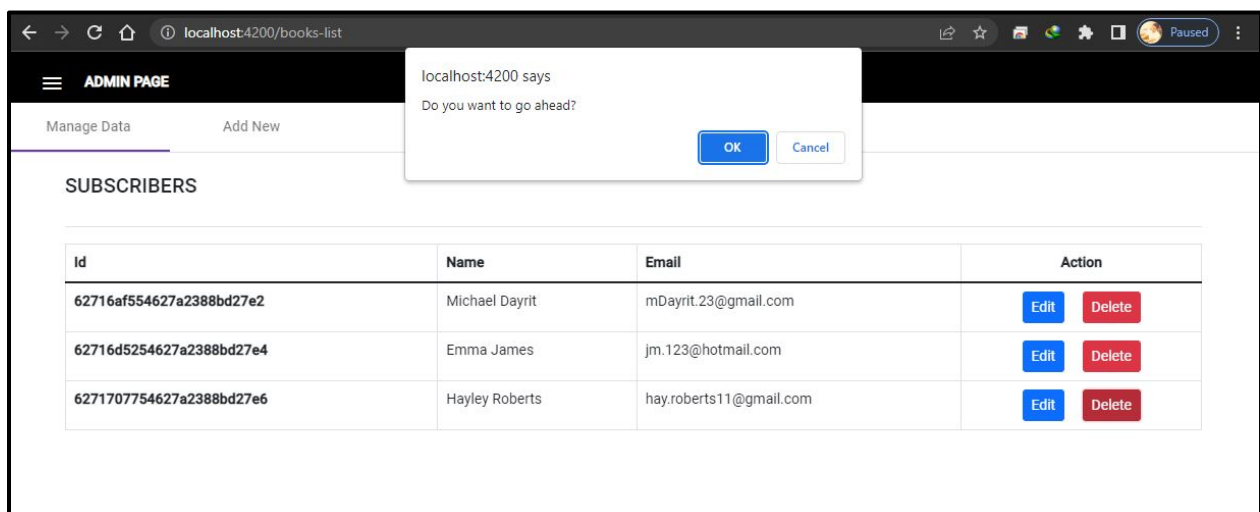 localhost:4200/books-list
Paused
ADMIN PAGE
localhost:4200 says
Do you want to go ahead?
OK Cancel
Manage Data Add New
SUBSCRIBERS
Id Name Email Action
62716af554627a2388bd27e2 Michael Dayrit mDayrit.23@gmail.com Edit Delete
62716d5254627a2388bd27e4 Emma James jm.123@hotmail.com Edit Delete
6271707754627a2388bd27e6 Hayley Roberts hay.roberts11@gmail.com Edit Delete